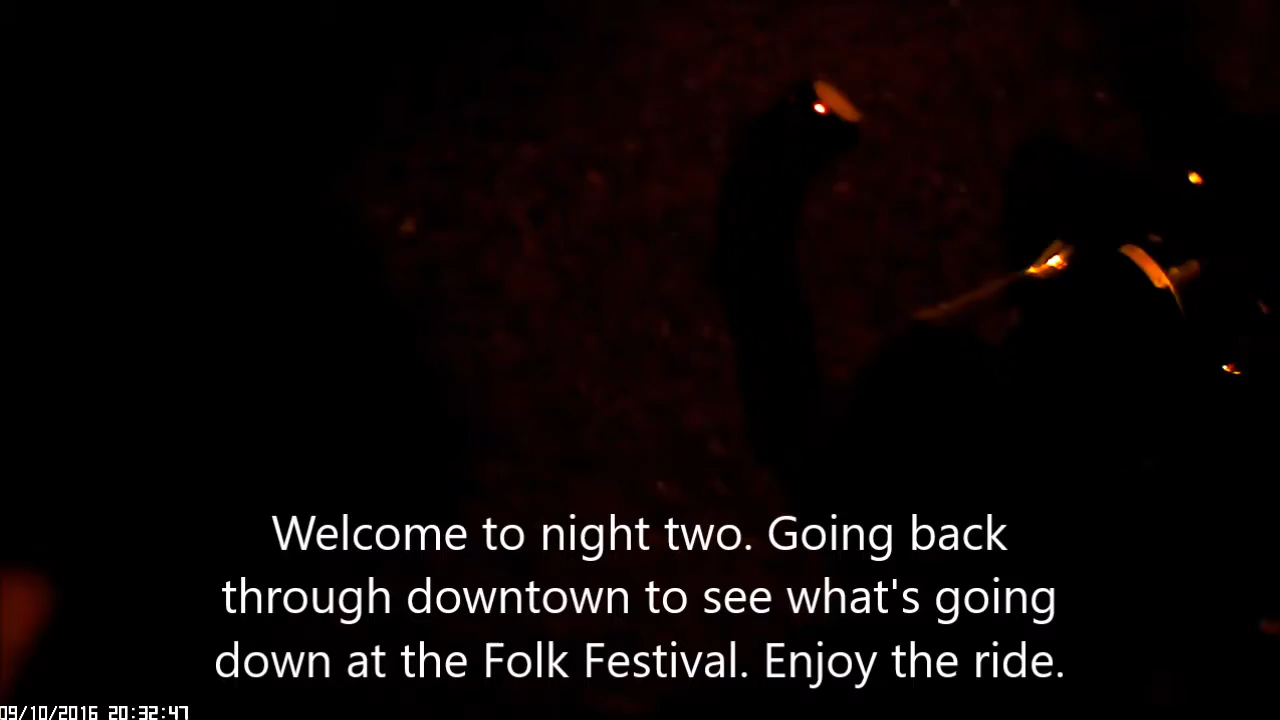 Welcome to night two. Going back
through downtown to see what's going
down at the Folk Festival. Enjoy the ride.
09/10/2016 20:32:47